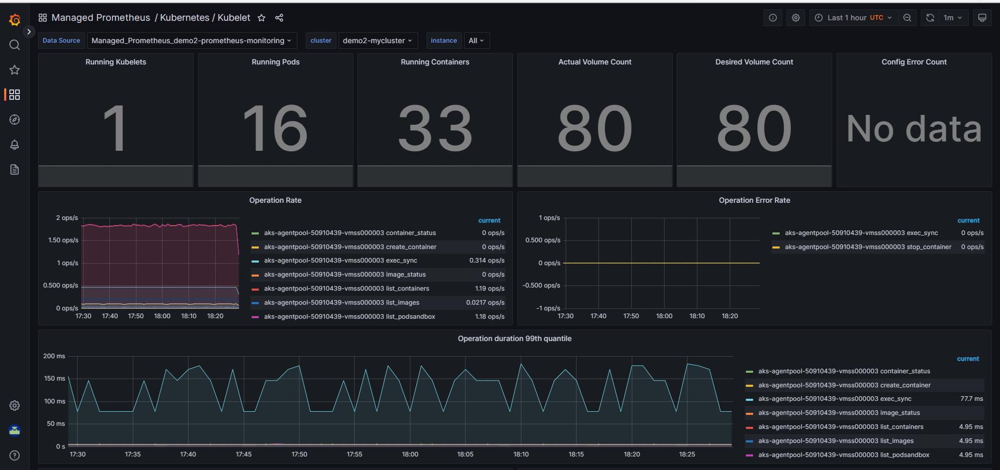 Managed Prometheus / Kubernetes / Kubelet
Last 1 hour UTC
1m
Data Source Managed_Prometheus_demo2-prometheus-monitoring cluster demo2-mycluster instance All
Running Kubelets
1
Running Pods
16
Running Containers
33
Actual Volume Count
80
Desired Volume Count
80
Config Error Count
No data
Operation Rate
2 ops/s
1.50 ops/s
1 ops/s
0.500 ops/s
0 ops/s
17:30 17:40 17:50 18:00 18:10 18:20
current
aks-agentpool-50910439-vmss000003 container_status 0 ops/s
aks-agentpool-50910439-vmss000003 create_container 0 ops/s
aks-agentpool-50910439-vmss000003 exec_sync 0.314 ops/s
aks-agentpool-50910439-vmss000003 image_status 0 ops/s
aks-agentpool-50910439-vmss000003 list_containers 1.19 ops/s
aks-agentpool-50910439-vmss000003 list_images 0.0217 ops/s
aks-agentpool-50910439-vmss000003 list_podsandbox 1.18 ops/s
Operation Error Rate
1 ops/s
0.500 ops/s
0 ops/s
-0.500 ops/s
-1 ops/s
17:30 17:40 17:50 18:00 18:10 18:20
current
aks-agentpool-50910439-vmss000003 exec_sync 0 ops/s
aks-agentpool-50910439-vmss000003 stop_container 0 ops/s
Operation duration 99th quantile
200 ms
150 ms
100 ms
50 ms
0 s
17:30 17:35 17:40 17:45 17:50 17:55 18:00 18:05 18:10 18:15 18:20 18:25
current
aks-agentpool-50910439-vmss000003 container_status
aks-agentpool-50910439-vmss000003 create_container
aks-agentpool-50910439-vmss000003 exec_sync 77.7 ms
aks-agentpool-50910439-vmss000003 image_status
aks-agentpool-50910439-vmss000003 list_containers 4.95 ms
aks-agentpool-50910439-vmss000003 list_images 4.95 ms
aks-agentpool-50910439-vmss000003 list_podsandbox 4.95 ms